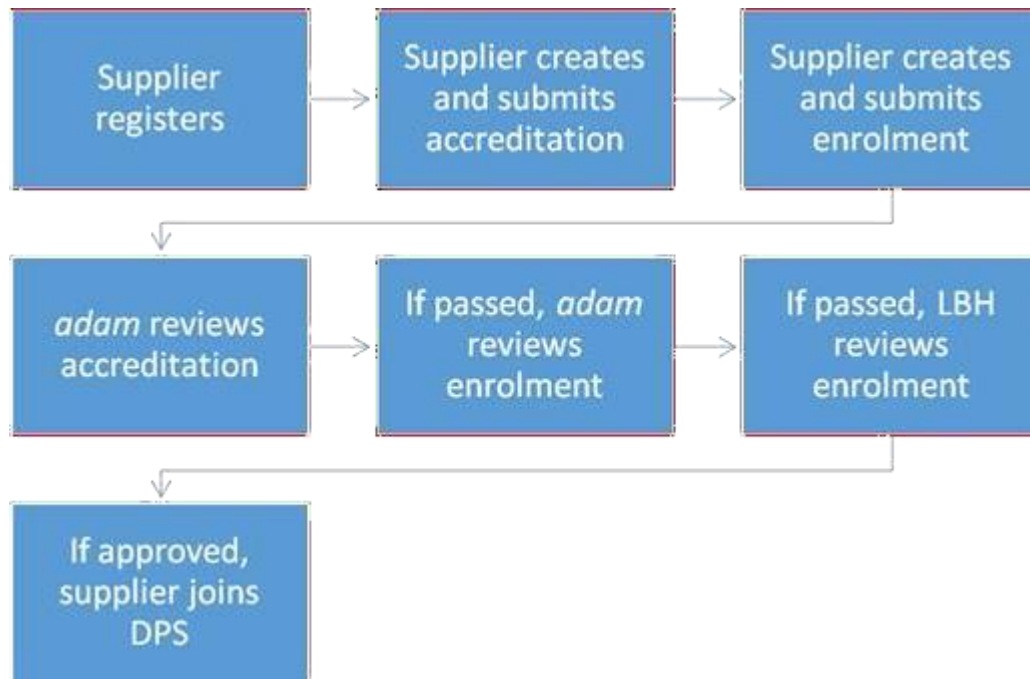 Supplier
registers
Supplier creates
and submits
accreditation
Supplier creates
and submits
enrolment
adam reviews
accreditation
If passed, adam
reviews
enrolment
If passed, LBH
reviews
enrolment
If approved,
supplier joins
DPS